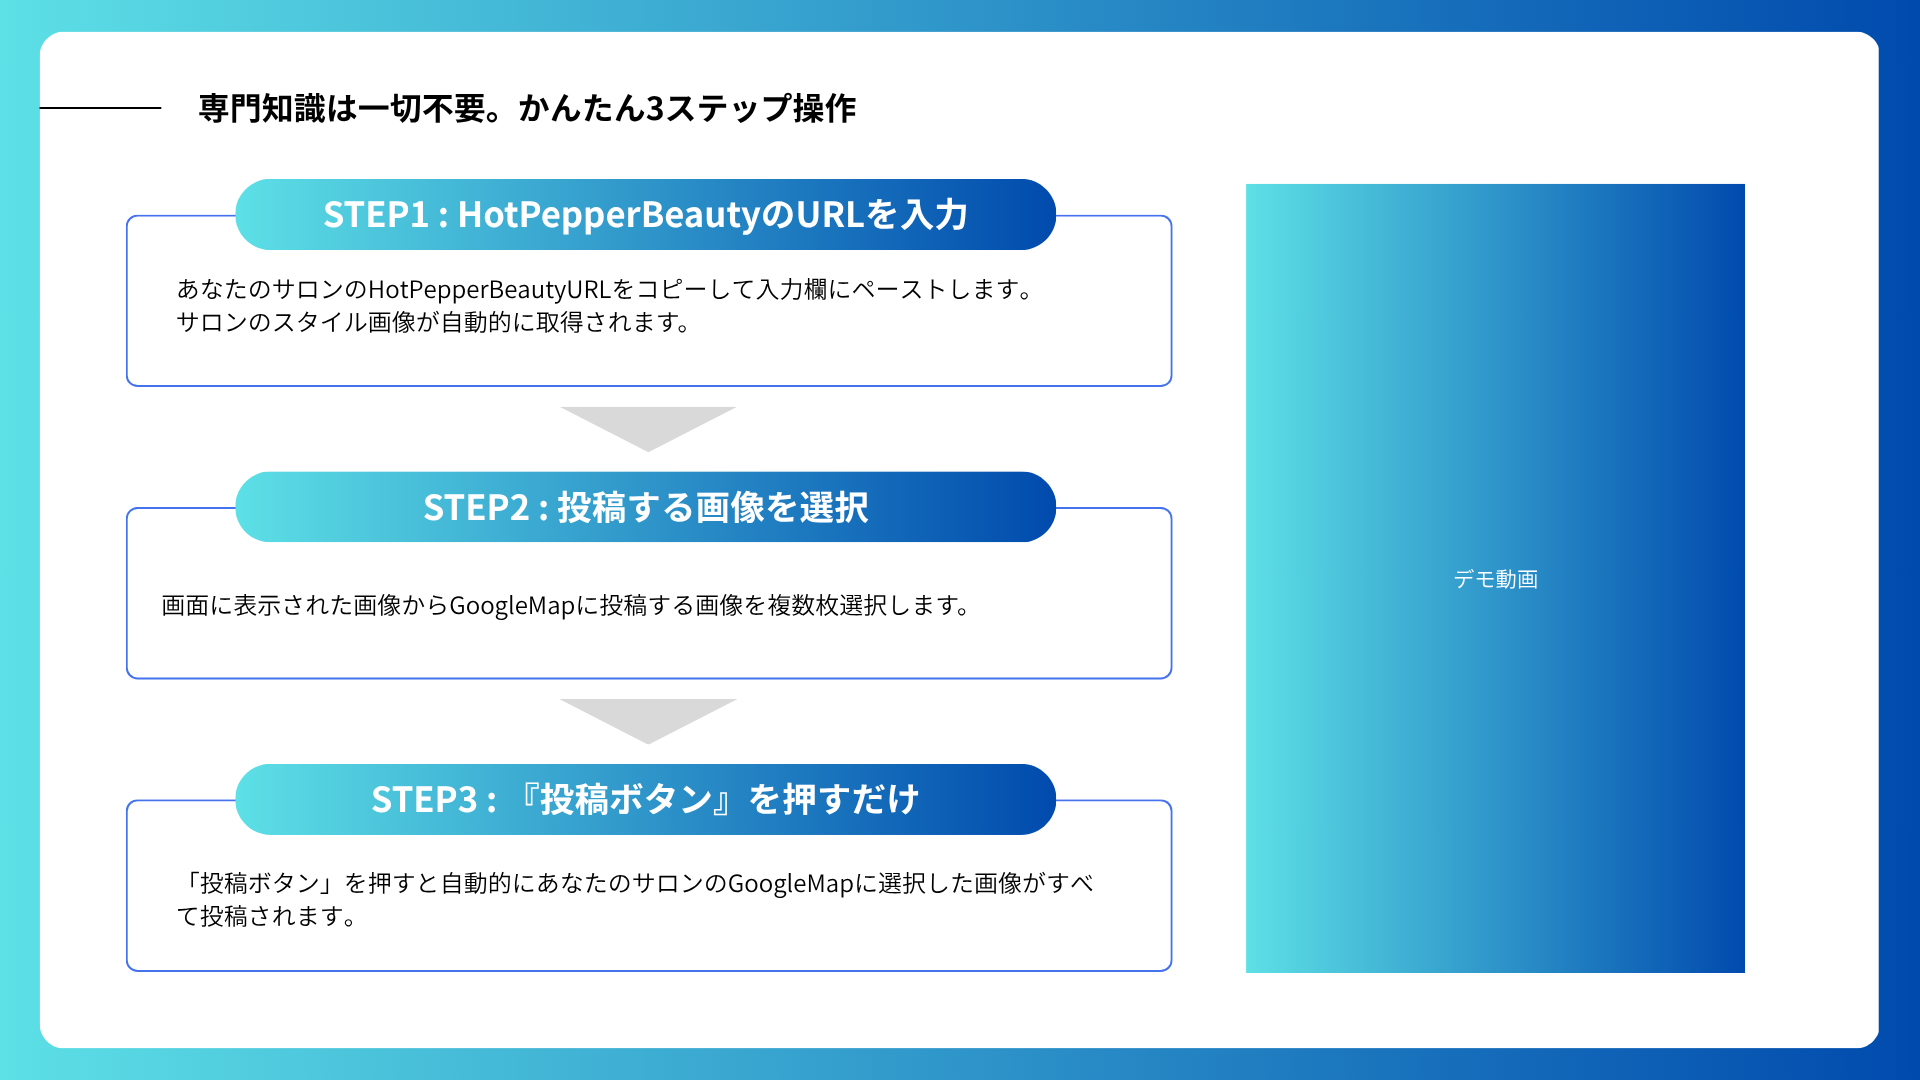 専門知識は一切不要。かんたん3ステップ操作
STEP1 : HotPepperBeautyのURLを入力
あなたのサロンのHotPepperBeautyURLをコピーして入力欄にペーストします。
サロンのスタイル画像が自動的に取得されます。
STEP2 : 投稿する画像を選択
画面に表示された画像からGoogleMapに投稿する画像を複数枚選択します。
STEP3 : 『投稿ボタン』を押すだけ
「投稿ボタン」を押すと自動的にあなたのサロンのGoogleMapに選択した画像がすべ
て投稿されます。
デモ動画